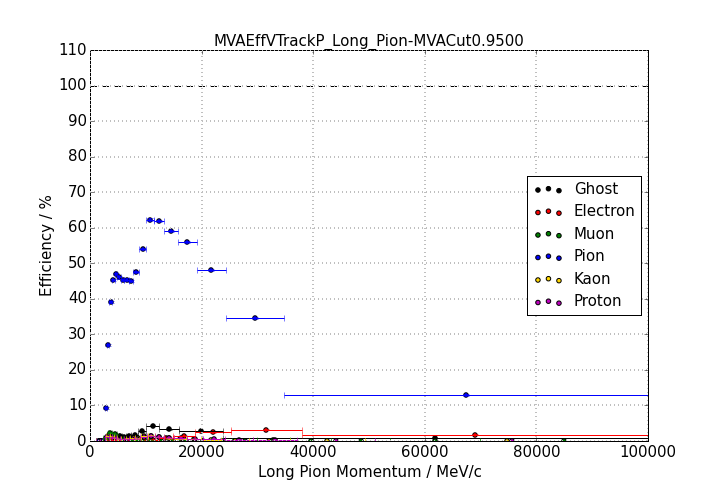 MVAEffVTrackP_Long_Pion-MVACut0.9500
110
100
90
80
70
60
50
40
30
20
10
0
Efficiency / %
Ghost
Electron
Muon
Pion
Kaon
Proton
0 20000 40000 60000 80000 100000
Long Pion Momentum / MeV/c